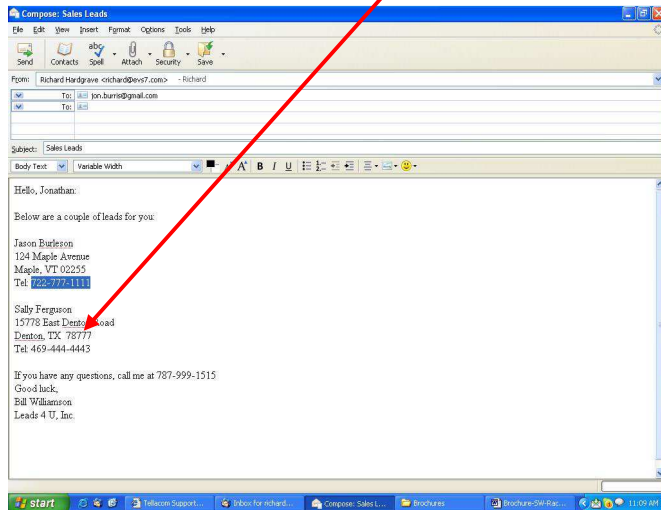 Compose: Sales Leads
File Edit View Insert Format Options Tools Help
Send Contacts Spell Attach Security Save
From: Richard Hardgrave <richard@evs7.com> - Richard
To: jon.burris@gmail.com
To:
Subject: Sales Leads
Body Text Variable Width A B I U
Hello, Jonathan:
Below are a couple of leads for you:
Jason Burleson
124 Maple Avenue
Maple, VT 02255
Tel: 722-777-1111
Sally Ferguson
15778 East Denton Road
Denton, TX 78777
Tel: 469-444-4443
If you have any questions, call me at 787-999-1515
Good luck,
Bill Williamson
Leads 4 U, Inc.
start Tellacom Support... Inbox for richard... Compose: Sales L... Brochures Brochure-SW-Rac... 11:09 AM